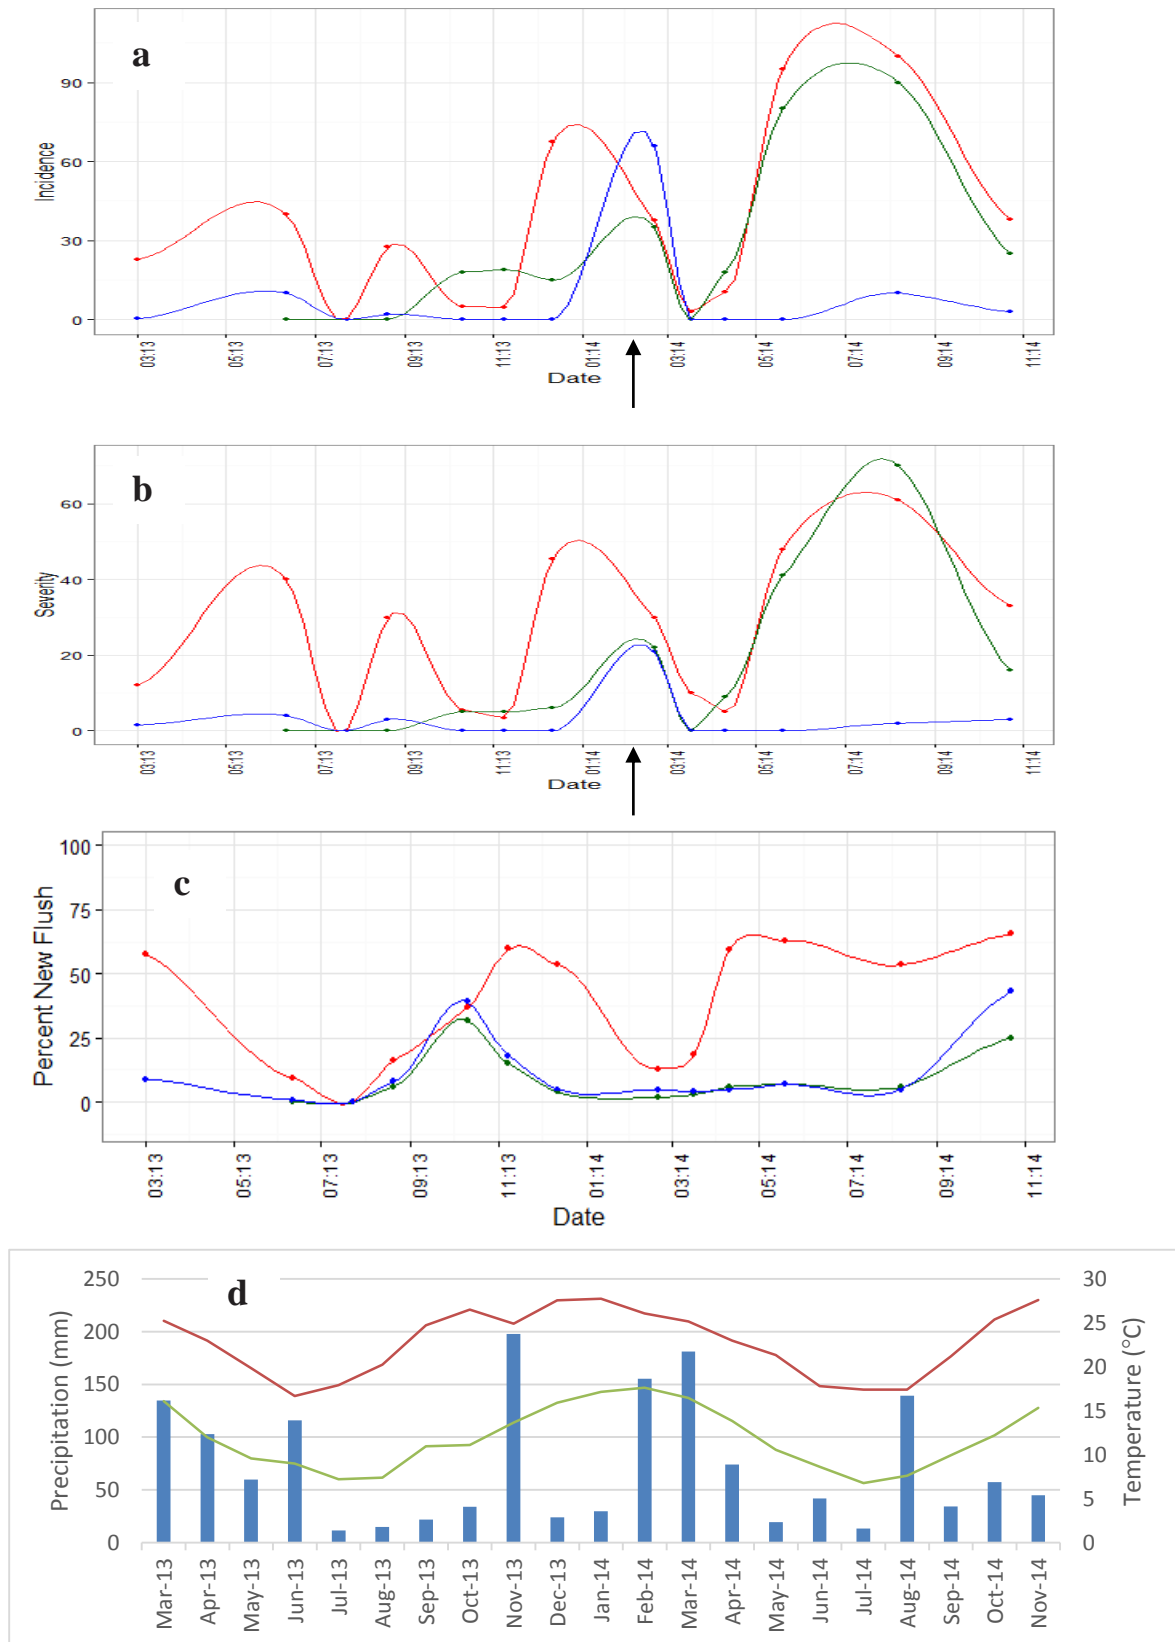 a
Incidence
90
60
30
0
03:13 05:13 07:13 09:13 11:13 01:14 03:14 05:14 07:14 09:14 11:14
Date
b
Severity
60
40
20
0
03:13 05:13 07:13 09:13 11:13 01:14 03:14 05:14 07:14 09:14 11:14
Date
c
Percent New Flush
100
75
50
25
0
03:13 05:13 07:13 09:13 11:13 01:14 03:14 05:14 07:14 09:14 11:14
Date
d
Precipitation (mm)
250
200
150
100
50
0
30
25
20
15
10
5
0
Temperature (°C)
Mar-13 Apr-13 May-13 Jun-13 Jul-13 Aug-13 Sep-13 Oct-13 Nov-13 Dec-13 Jan-14 Feb-14 Mar-14 Apr-14 May-14 Jun-14 Jul-14 Aug-14 Sep-14 Oct-14 Nov-14